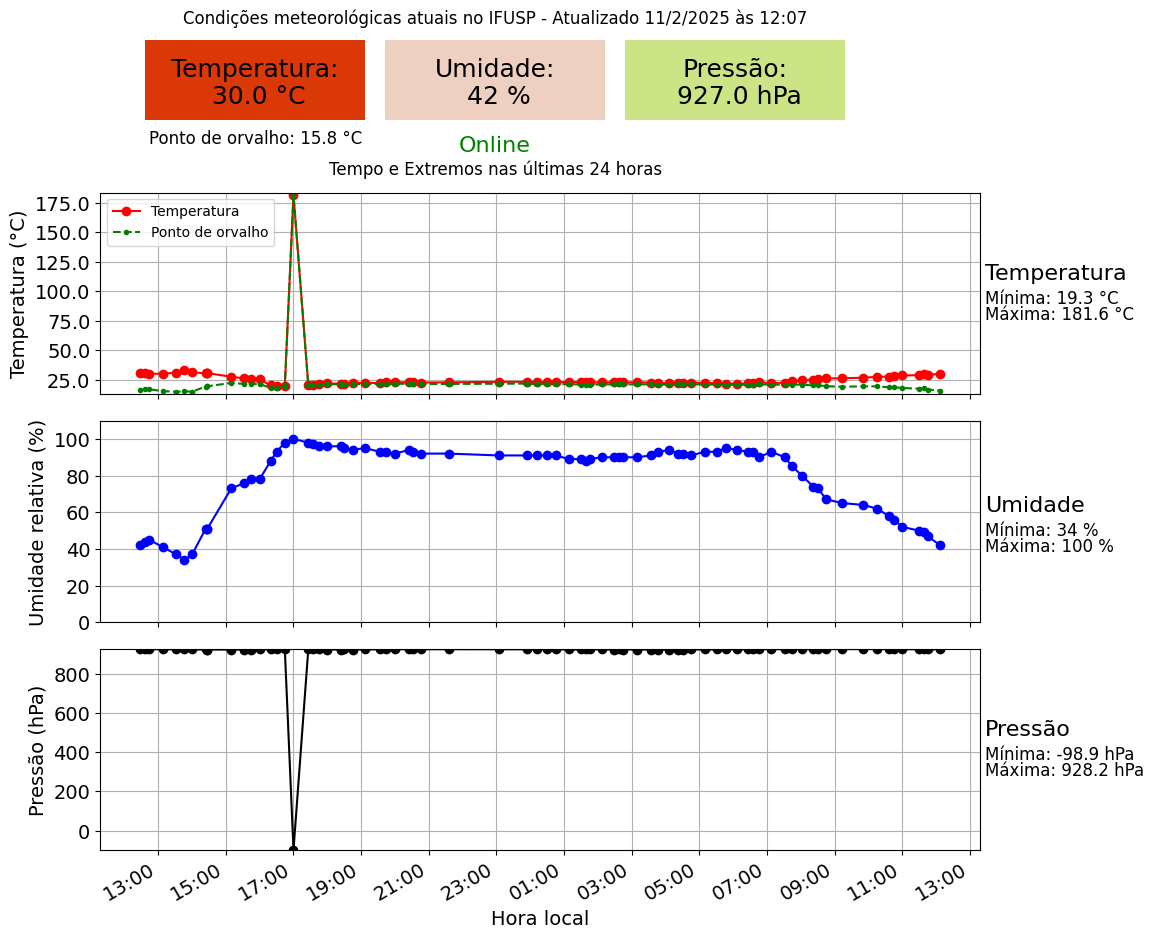 Condições meteorológicas atuais no IFUSP - Atualizado 11/2/2025 às 12:07
Temperatura:
30.0 °C
Umidade:
42 %
Pressão:
927.0 hPa
Ponto de orvalho: 15.8 °C
Online
Tempo e Extremos nas últimas 24 horas
Temperatura (°C)
175.0
150.0
125.0
100.0
75.0
50.0
25.0
Temperatura
Ponto de orvalho
Temperatura
Mínima: 19.3 °C
Máxima: 181.6 °C
Umidade relativa (%)
100
80
60
40
20
0
Umidade
Mínima: 34 %
Máxima: 100 %
Pressão (hPa)
800
600
400
200
0
Pressão
Mínima: -98.9 hPa
Máxima: 928.2 hPa
13:00 15:00 17:00 19:00 21:00 23:00 01:00 03:00 05:00 07:00 09:00 11:00 13:00
Hora local